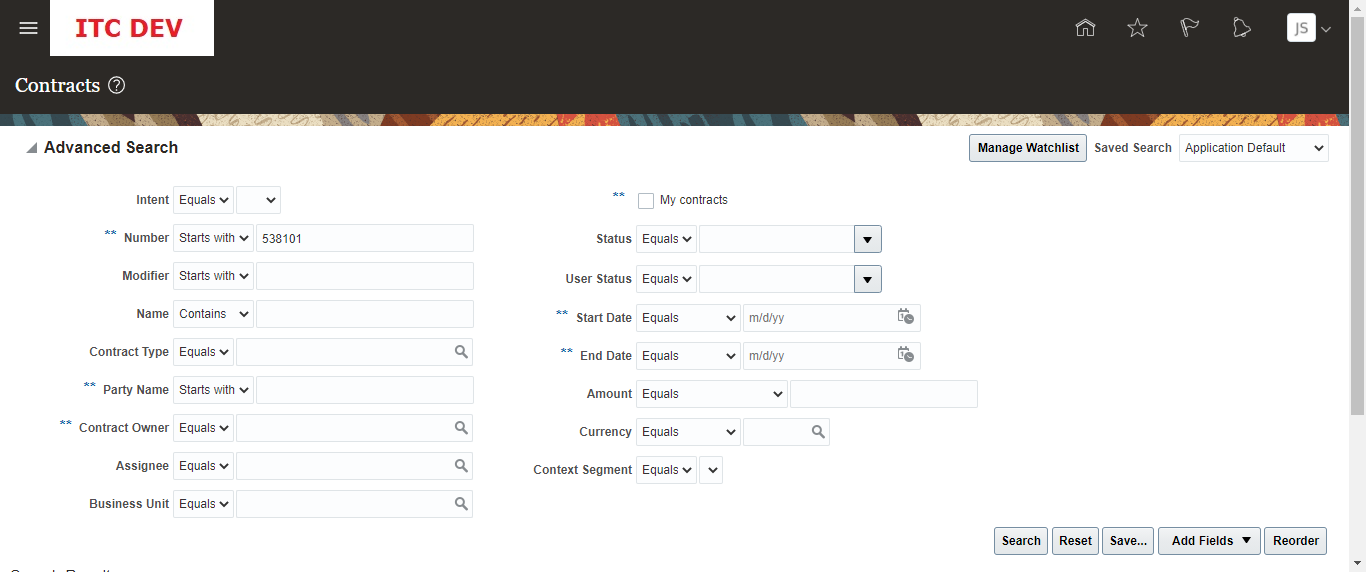 ITC DEV
JS
Contracts ?
Advanced Search
Manage Watchlist Saved Search Application Default
Intent Equals
** My contracts
** Number Starts with 538101
Status Equals
Modifier Starts with
User Status Equals
Name Contains
** Start Date Equals m/d/yy
Contract Type Equals
** End Date Equals m/d/yy
** Party Name Starts with
Amount Equals
** Contract Owner Equals
Currency Equals
Assignee Equals
Context Segment Equals
Business Unit Equals
Search Reset Save... Add Fields Reorder